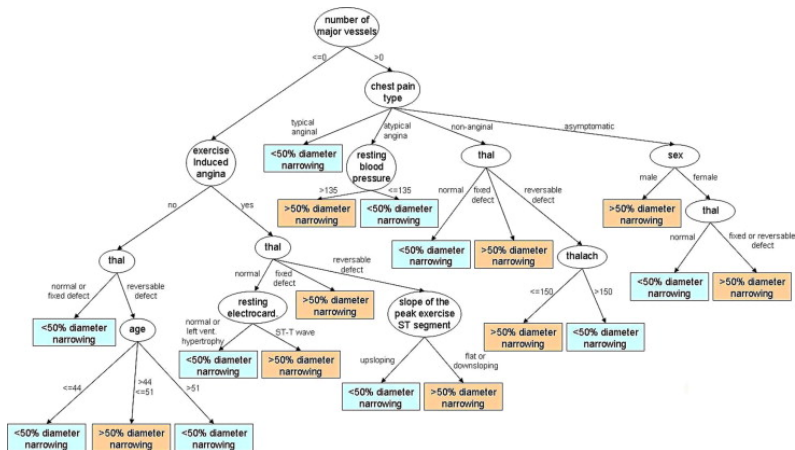 number of
major vessels
<=0
>0
chest pain
type
typical
anginal
atypical
angina
non-anginal
asymptomatic
exercise
Induced
angina
<50% diameter
narrowing
resting
blood
pressure
thal
sex
>135
<=135
normal
fixed
defect
reversable
defect
male
female
no
yes
>50% diameter
narrowing
<50% diameter
narrowing
>50% diameter
narrowing
thal
thal
thal
<50% diameter
narrowing
>50% diameter
narrowing
thalach
normal
fixed or reversable
defect
normal or
fixed defect
reversable
defect
normal
fixed
defect
reversable
defect
<=150
>150
<50% diameter
narrowing
>50% diameter
narrowing
<50% diameter
narrowing
age
resting
electrocard.
>50% diameter
narrowing
slope of the
peak exercise
ST segment
>50% diameter
narrowing
<50% diameter
narrowing
normal or
left vent.
hypertrophy
ST-T wave
<50% diameter
narrowing
>50% diameter
narrowing
upsloping
flat or
downsloping
<=44
>44
<=51
>51
<50% diameter
narrowing
>50% diameter
narrowing
<50% diameter
narrowing
>50% diameter
narrowing
<50% diameter
narrowing